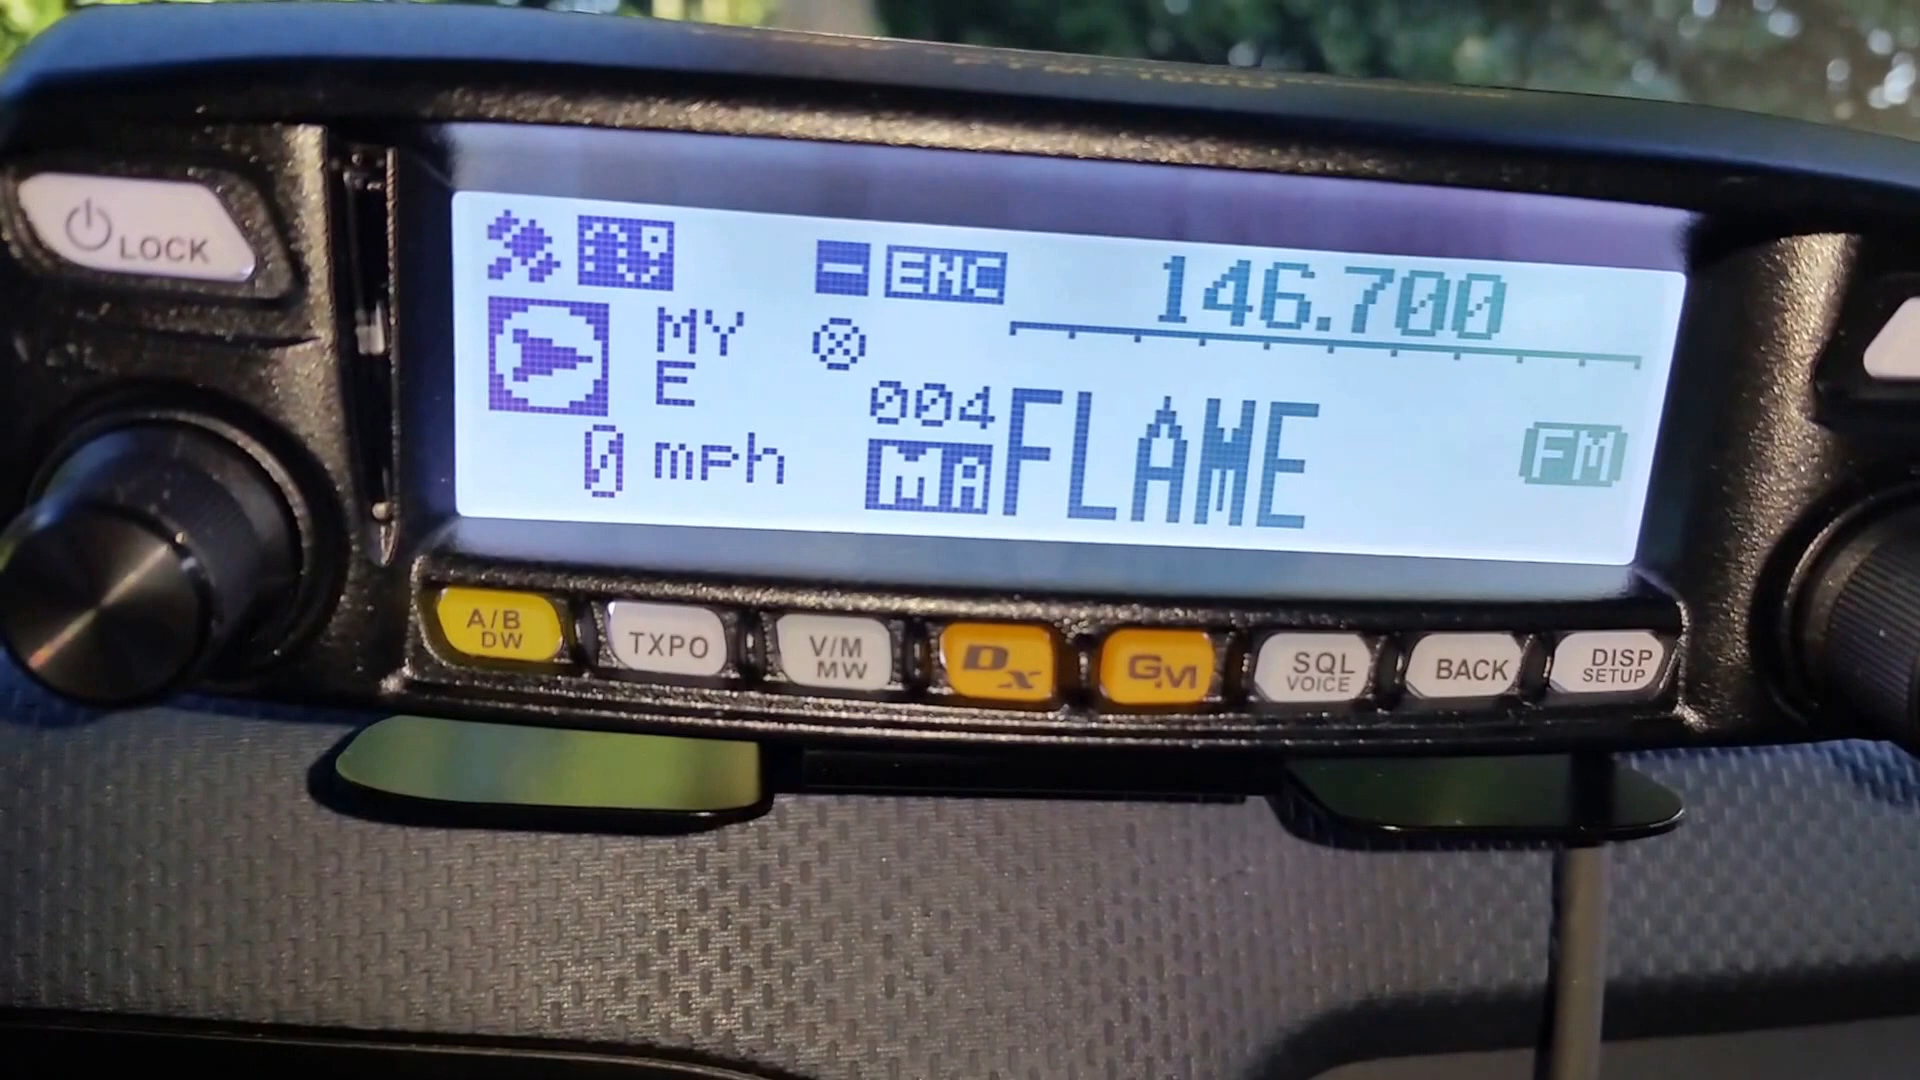 LOCK
- ENC 146.700
MY
E
004
0 mph
MA FLAME FM
A/B
DW
TXPO
V/M
MW
DX
GM
SQL
VOICE
BACK
DISP
SETUP